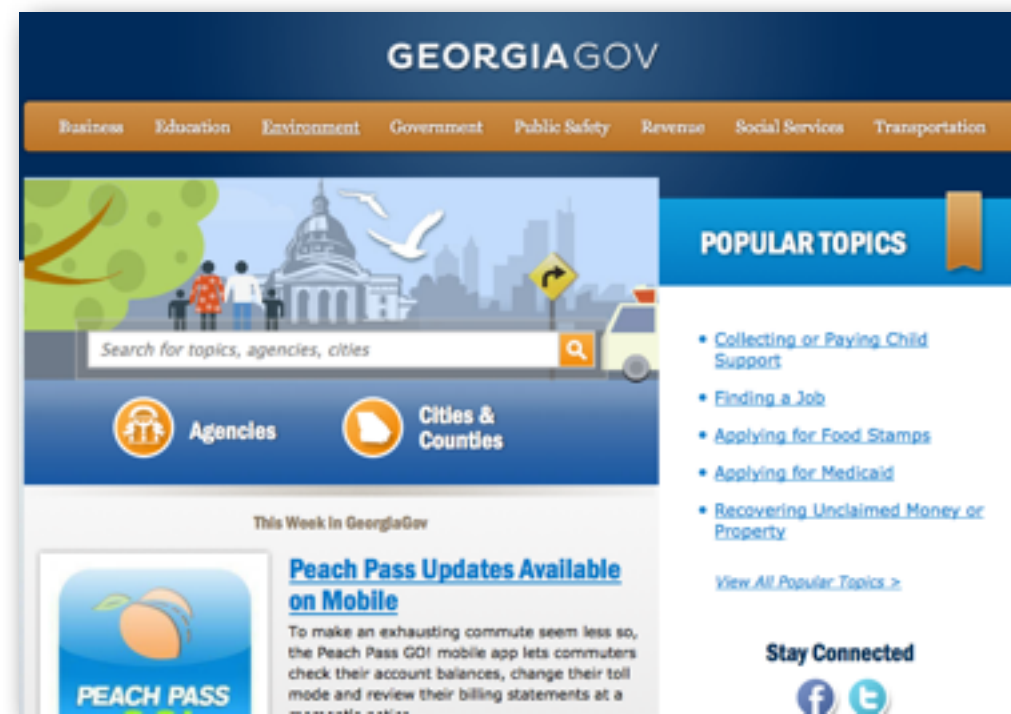 GEORGIAGOV
Business Education Environment Government Public Safety Revenue Social Services Transportation
Search for topics, agencies, cities
Agencies
Cities &
Counties
This Week In GeorgiaGov
Peach Pass Updates Available
on Mobile
To make an exhausting commute seem less so,
the Peach Pass GO! mobile app lets commuters
check their account balances, change their toll
mode and review their billing statements at a
PEACH PASS
POPULAR TOPICS
Collecting or Paying Child
Support
Finding a Job
Applying for Food Stamps
Applying for Medicaid
Recovering Unclaimed Money or
Property
View All Popular Topics >
Stay Connected